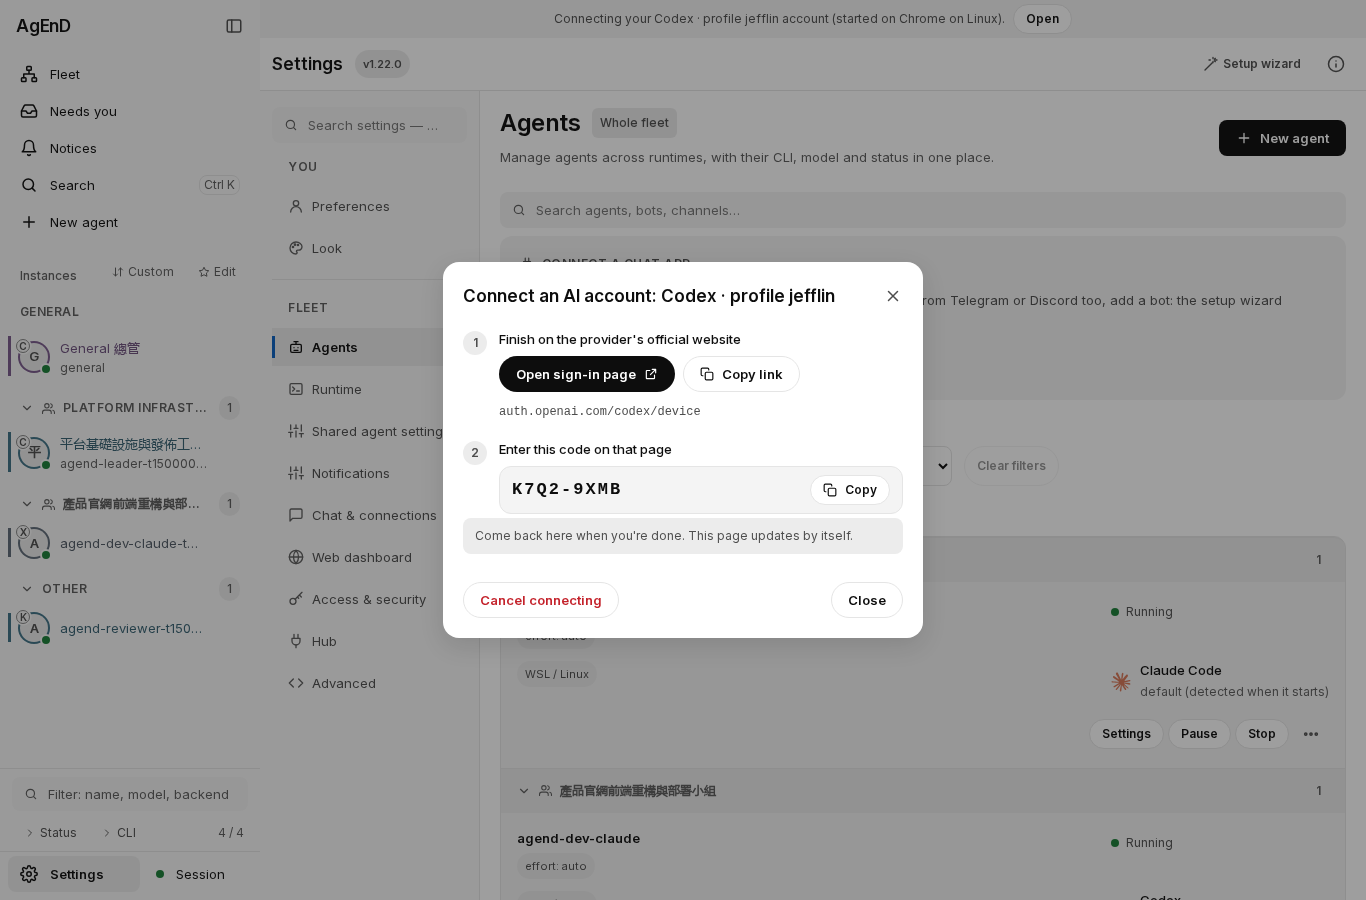 AgEnD
Fleet
Needs you
Notices
Search
Ctrl K
New agent
Instances
Custom
Edit
GENERAL
C
G
General 總管
general
PLATFORM INFRAST...
1
C
平
平台基礎設施與發佈工...
agend-leader-t150000...
產品官網前端重構與部...
1
X
A
agend-dev-claude-t...
OTHER
1
K
A
agend-reviewer-t150...
Filter: name, model, backend
Status
CLI
4 / 4
Settings
Session
Connecting your Codex · profile jefflin account (started on Chrome on Linux).
Open
Settings
v1.22.0
Setup wizard
Search settings — ...
YOU
Preferences
Look
FLEET
Agents
Runtime
Shared agent setting
Notifications
Chat & connections
Web dashboard
Access & security
Hub
Advanced
Agents
Whole fleet
Manage agents across runtimes, with their CLI, model and status in one place.
New agent
Search agents, bots, channels...
CONNECT A CHAT APP
rom Telegram or Discord too, add a bot: the setup wizard
Clear filters
Connect an AI account: Codex · profile jefflin
1
Finish on the provider's official website
Open sign-in page
Copy link
auth.openai.com/codex/device
2
Enter this code on that page
K7Q2-9XMB
Copy
Come back here when you're done. This page updates by itself.
Cancel connecting
Close
1
Running
effort: auto
WSL / Linux
Claude Code
default (detected when it starts)
Settings
Pause
Stop
產品官網前端重構與部署小組
1
agend-dev-claude
Running
effort: auto
Codex